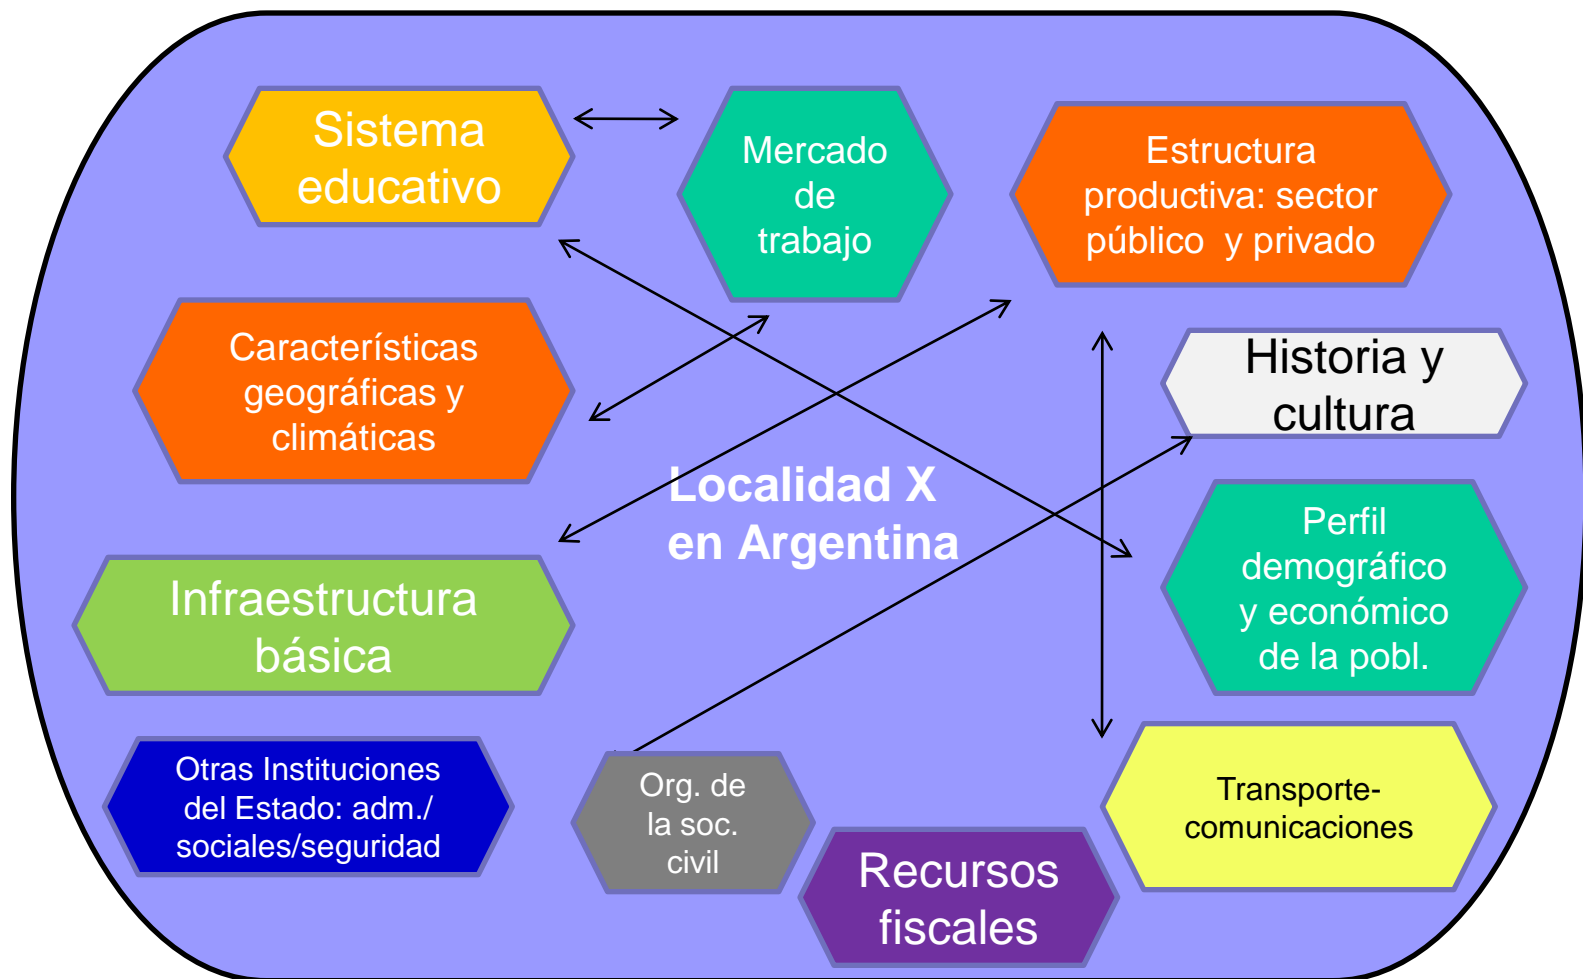 Sistema
educativo
Mercado
de
trabajo
Estructura
productiva: sector
público y privado
Características
geográficas y
climáticas
Historia y
cultura
Localidad X
en Argentina
Perfil
demográfico
y económico
de la pobl.
Infraestructura
básica
Otras Instituciones
del Estado: adm./
sociales/seguridad
Org. de
la soc.
civil
Recursos
fiscales
Transporte-
comunicaciones